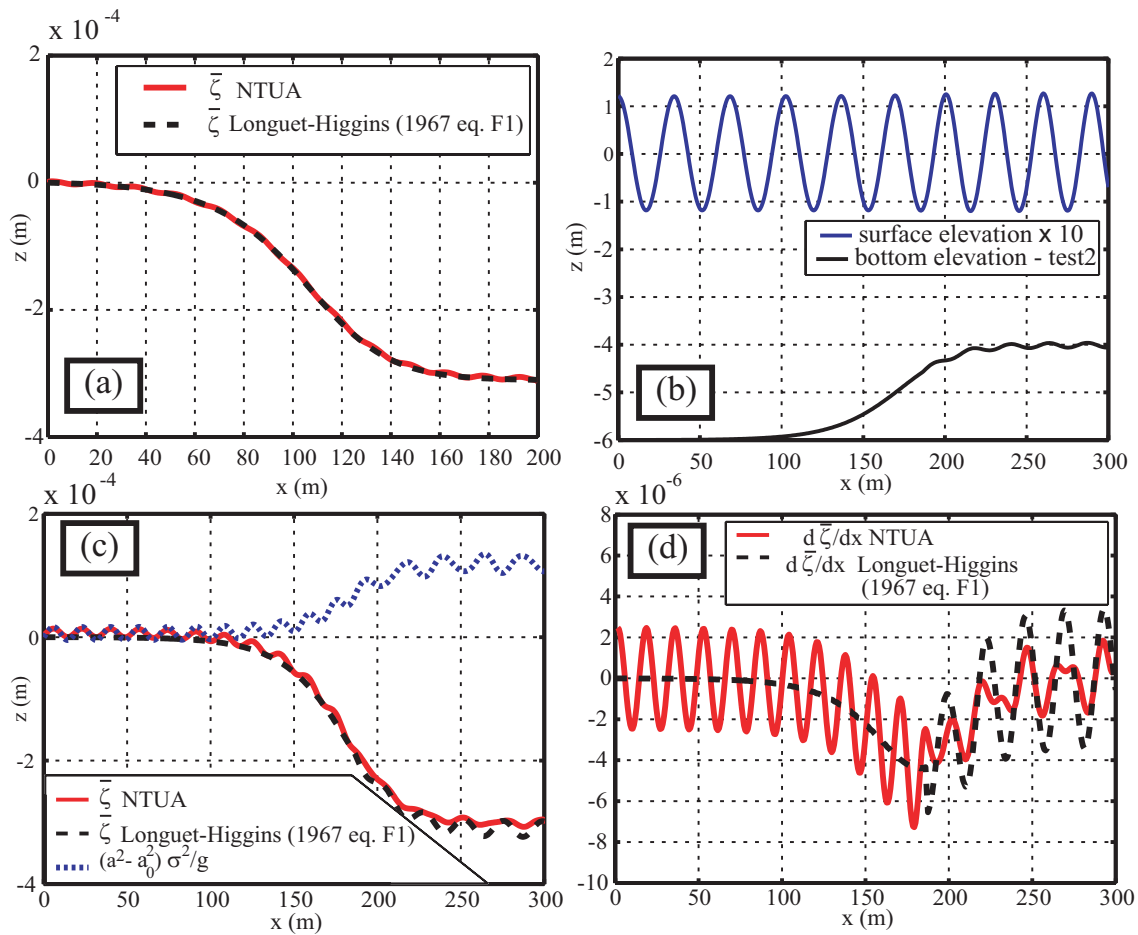 x 10 -4
2
0
-2
-4
z (m)
ζ̅ NTUA
ζ̅ Longuet-Higgins (1967 eq. F1)
(a)
0 20 40 60 80 100 120 140 160 180 200
x (m)
2
1
0
-1
-2
-3
-4
-5
-6
z (m)
surface elevation x 10
bottom elevation - test2
(b)
0 50 100 150 200 250 300
x (m)
x 10 -4
2
0
-2
-4
z (m)
(c)
ζ̅ NTUA
ζ̅ Longuet-Higgins (1967 eq. F1)
(a²- a₀²) σ²/g
0 50 100 150 200 250 300
x (m)
x 10 -6
8
6
4
2
0
-2
-4
-6
-8
-10
(d)
d ζ̅/dx NTUA
d ζ̅/dx Longuet-Higgins
(1967 eq. F1)
0 50 100 150 200 250 300
x (m)